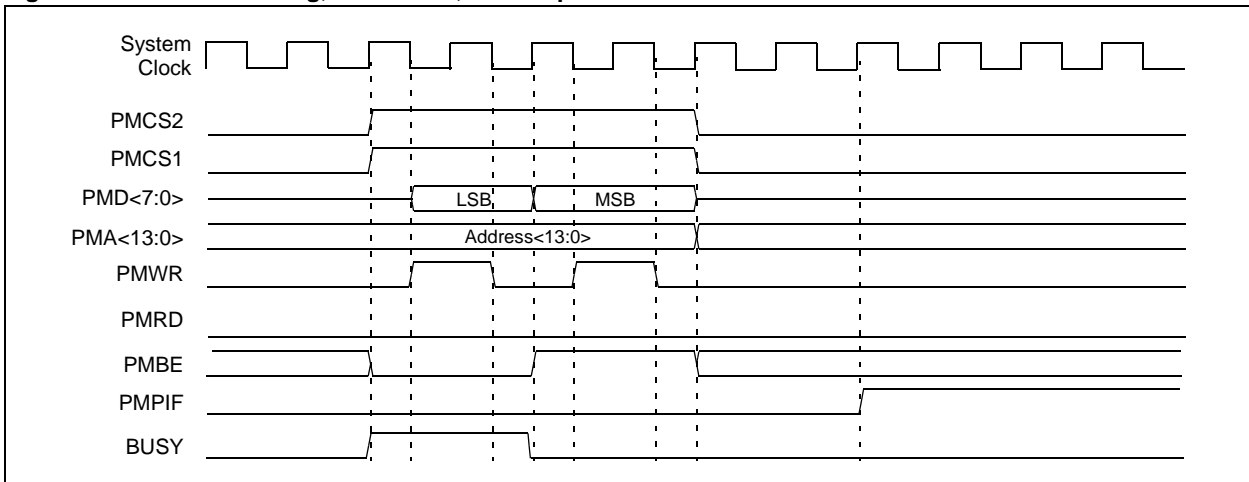 System
Clock
PMCS2
PMCS1
PMD<7:0>
LSB
MSB
PMA<13:0>
Address<13:0>
PMWR
PMRD
PMBE
PMPIF
BUSY